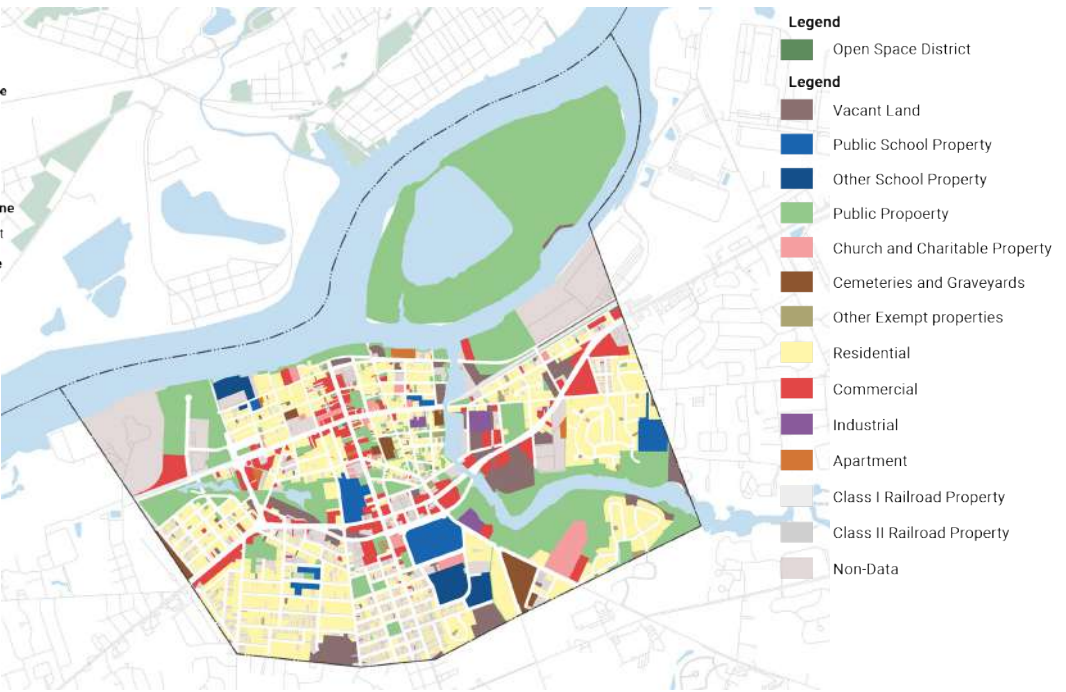 Legend
Open Space District
Legend
Vacant Land
Public School Property
Other School Property
Public Propoerty
Church and Charitable Property
Cemeteries and Graveyards
Other Exempt properties
Residential
Commercial
Industrial
Apartment
Class I Railroad Property
Class II Railroad Property
Non-Data
e
ne
t
e